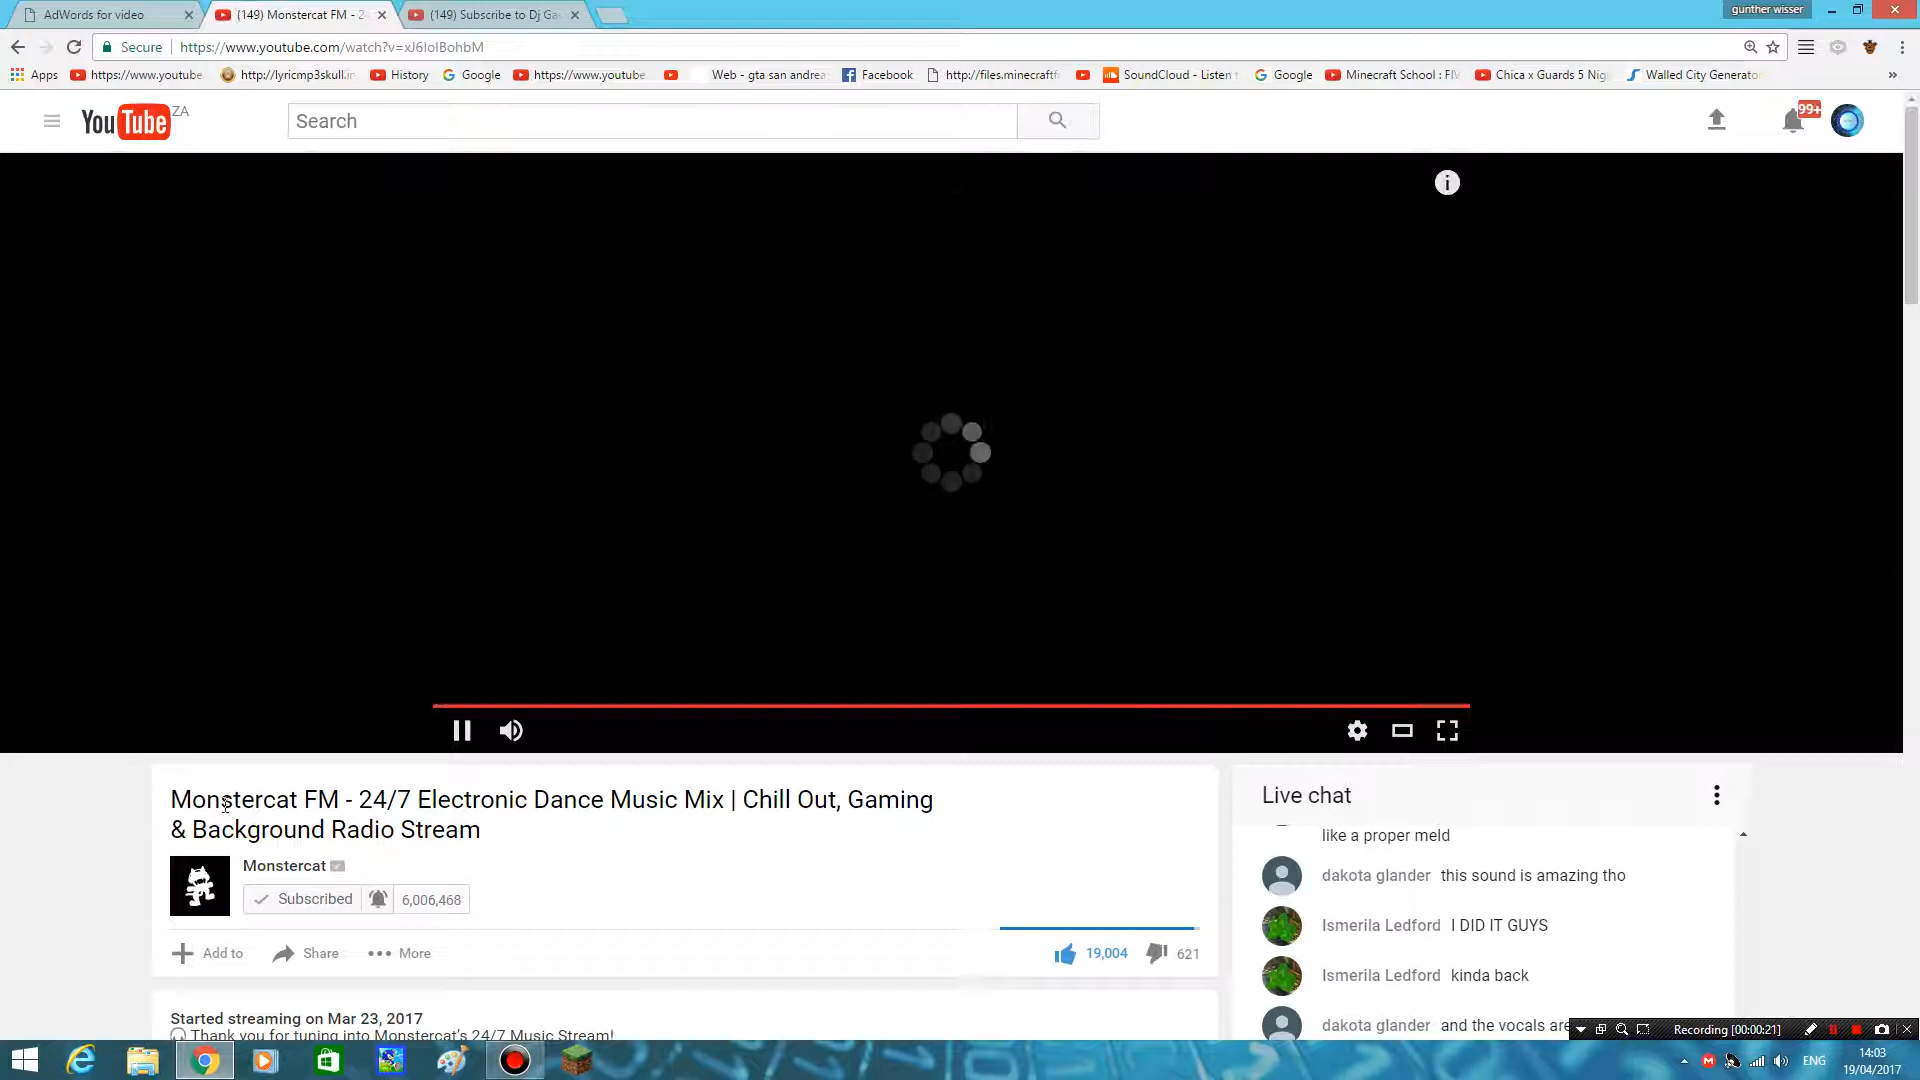 AdWords for video
(149) Monstercat FM - 2
(149) Subscribe to Dj Ga
gunther wisser
Secure
https://www.youtube.com/watch?v=xJ6IolBohbM
Apps
https://www.youtube
http://lyricmp3skull.in
History
Google
https://www.youtube
Web - gta san andrea
Facebook
http://files.minecraftf
SoundCloud - Listen t
Google
Minecraft School : FIV
Chica x Guards 5 Nig
Walled City Generator
YouTube ZA
Search
99+
Monstercat FM - 24/7 Electronic Dance Music Mix | Chill Out, Gaming
& Background Radio Stream
Monstercat
Subscribed
6,006,468
Add to
Share
More
19,004
621
Started streaming on Mar 23, 2017
Thank you for tuning into Monstercat's 24/7 Music Stream!
Live chat
like a proper meld
dakota glander this sound is amazing tho
Ismerila Ledford I DID IT GUYS
Ismerila Ledford kinda back
dakota glander and the vocals are
Recording [00:00:21]
ENG
14:03
19/04/2017